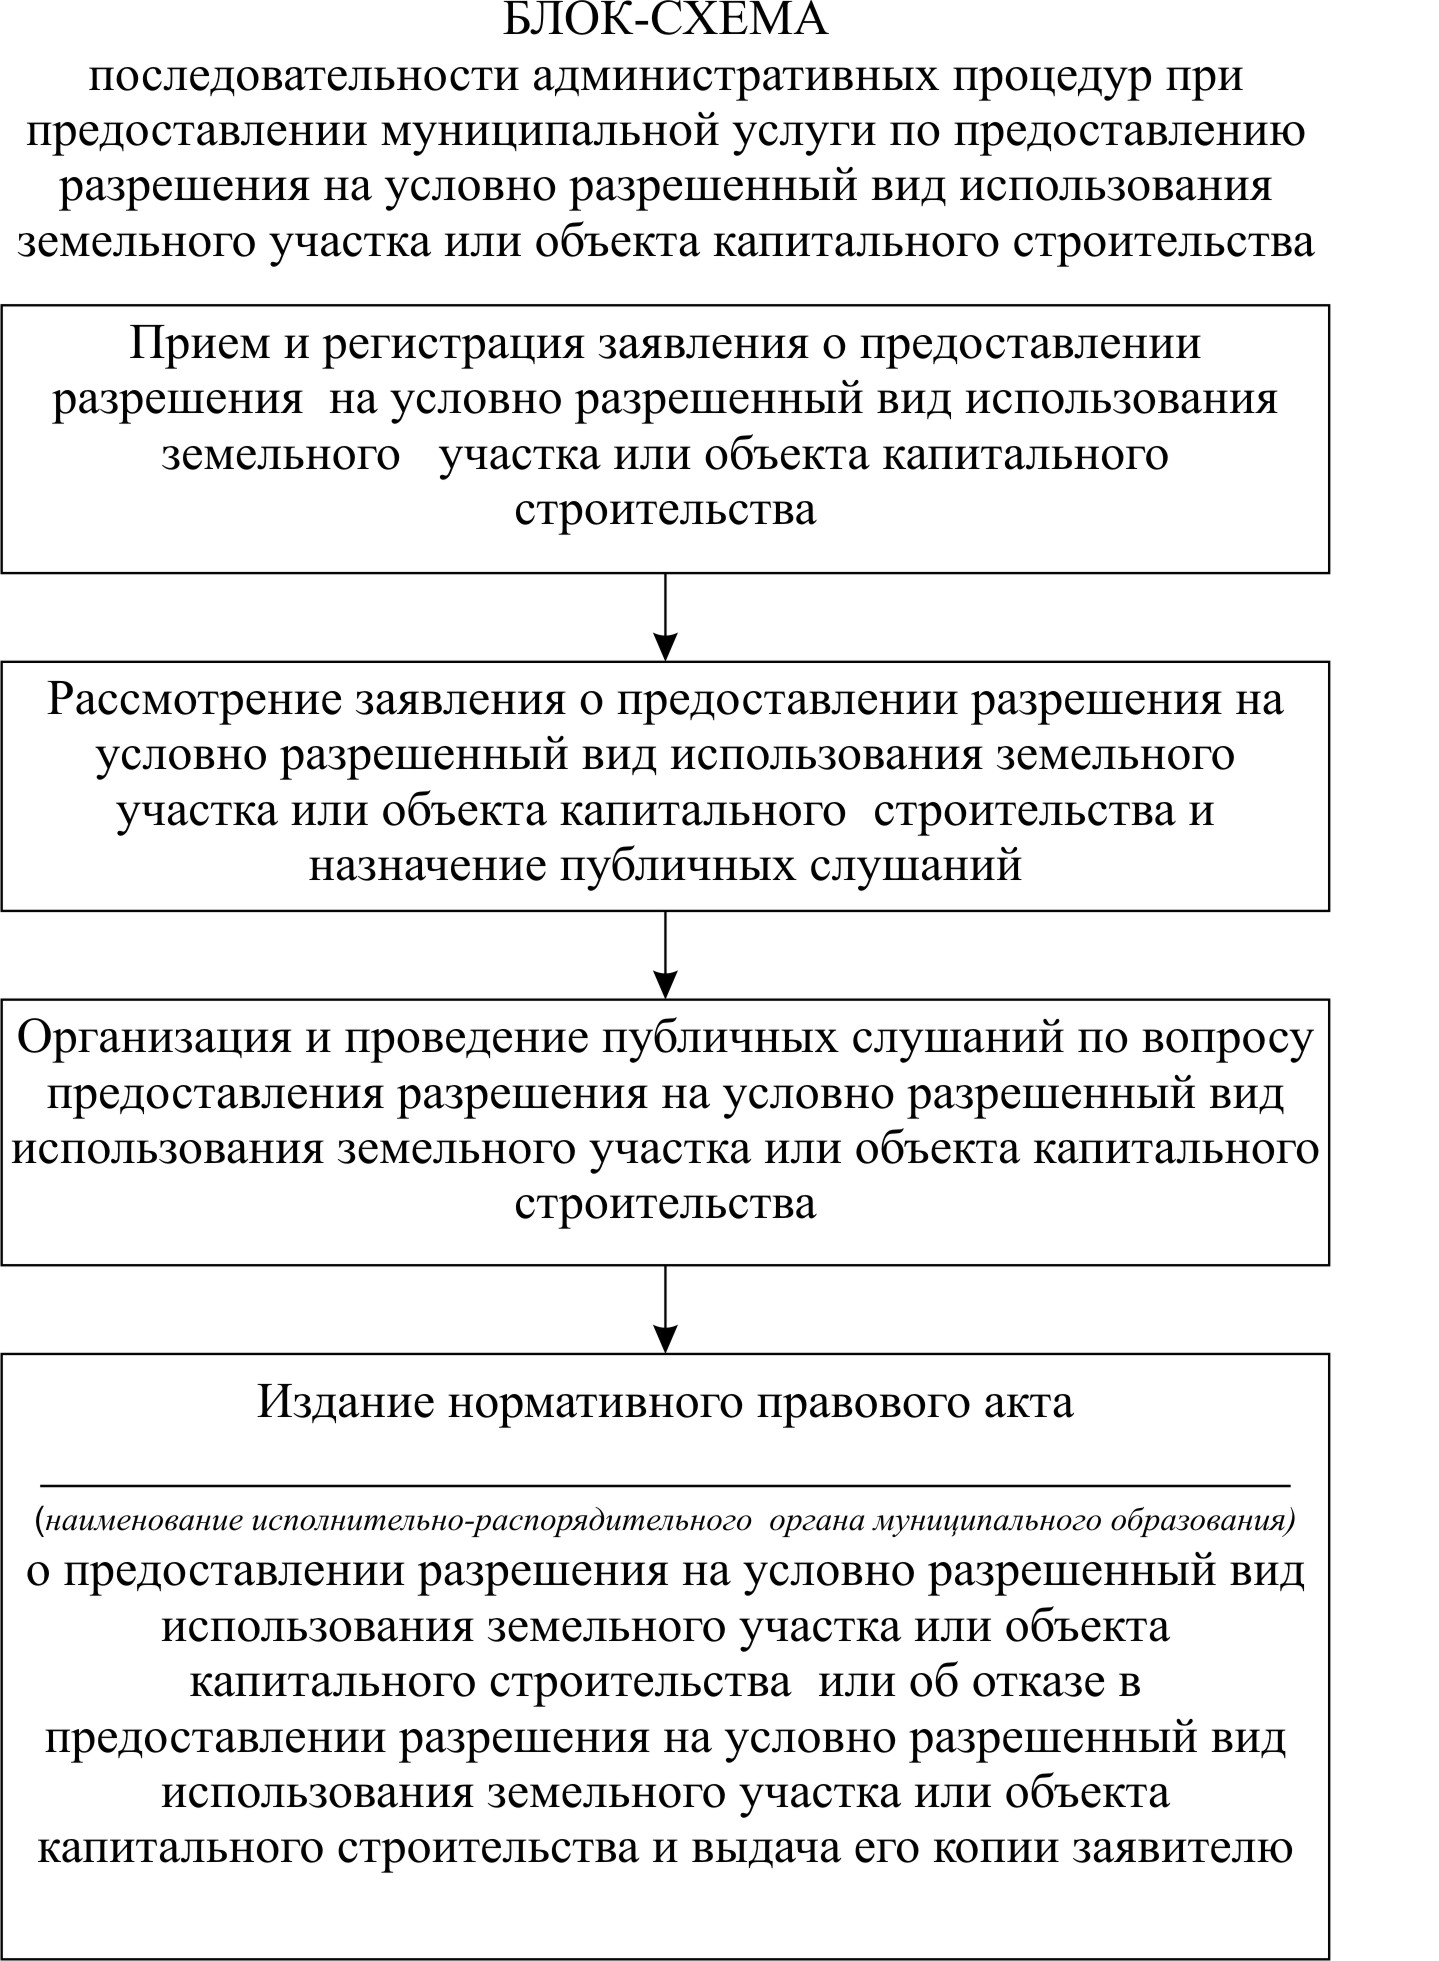 БЛОК-СХЕМА
последовательности административных процедур при
предоставлении муниципальной услуги по предоставлению
разрешения на условно разрешенный вид использования
земельного участка или объекта капитального строительства
Прием и регистрация заявления о предоставлении
разрешения на условно разрешенный вид использования
земельного участка или объекта капитального
строительства
Рассмотрение заявления о предоставлении разрешения на
условно разрешенный вид использования земельного
участка или объекта капитального строительства и
назначение публичных слушаний
Организация и проведение публичных слушаний по вопросу
предоставления разрешения на условно разрешенный вид
использования земельного участка или объекта капитального
строительства
Издание нормативного правового акта
(наименование исполнительно-распорядительного органа муниципального образования)
о предоставлении разрешения на условно разрешенный вид
использования земельного участка или объекта
капитального строительства или об отказе в
предоставлении разрешения на условно разрешенный вид
использования земельного участка или объекта
капитального строительства и выдача его копии заявителю